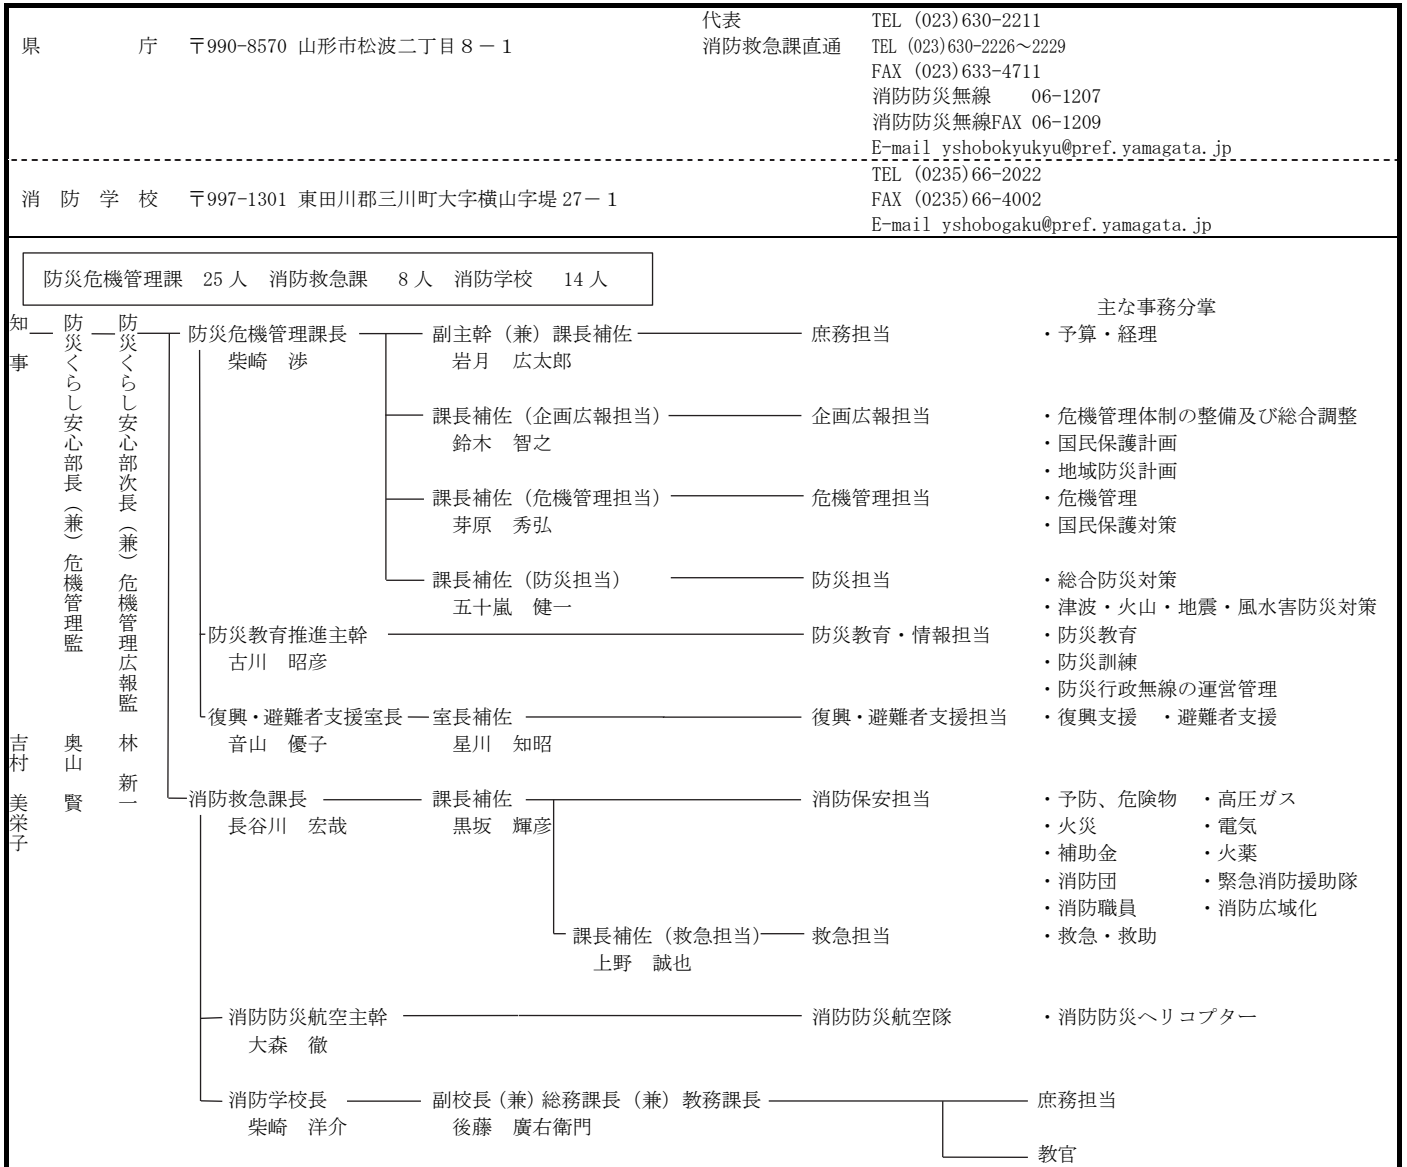 代表 TEL (023)630-2211
県 庁 〒990-8570 山形市松波二丁目８－１ 消防救急課直通 TEL (023)630-2226～2229
FAX (023)633-4711
消防防災無線 06-1207
消防防災無線FAX 06-1209
E-mail yshobokyukyu@pref.yamagata.jp
TEL (0235)66-2022
消 防 学 校 〒997-1301 東田川郡三川町大字横山字堤 27－１ FAX (0235)66-4002
E-mail yshobogaku@pref.yamagata.jp
防災危機管理課 25 人 消防救急課 8 人 消防学校 14 人
主な事務分掌
知 事 吉村 美栄子
防災くらし安心部長（兼）危機管理監 奥山 賢
防災くらし安心部次長（兼）危機管理広報監 林 新一
防災危機管理課長 副主幹（兼）課長補佐 庶務担当 ・予算・経理
柴崎 渉 岩月 広太郎
課長補佐（企画広報担当） 企画広報担当 ・危機管理体制の整備及び総合調整
鈴木 智之 ・国民保護計画
・地域防災計画
課長補佐（危機管理担当） 危機管理担当 ・危機管理
芽原 秀弘 ・国民保護対策
課長補佐（防災担当） 防災担当 ・総合防災対策
五十嵐 健一 ・津波・火山・地震・風水害防災対策
防災教育推進主幹 防災教育・情報担当 ・防災教育
古川 昭彦 ・防災訓練
・防災行政無線の運営管理
復興・避難者支援室長 室長補佐 復興・避難者支援担当 ・復興支援 ・避難者支援
音山 優子 星川 知昭
消防救急課長 課長補佐 消防保安担当 ・予防、危険物 ・高圧ガス
長谷川 宏哉 黒坂 輝彦 ・火災 ・電気
・補助金 ・火薬
・消防団 ・緊急消防援助隊
・消防職員 ・消防広域化
課長補佐（救急担当） 救急担当 ・救急・救助
上野 誠也
消防防災航空主幹 消防防災航空隊 ・消防防災ヘリコプター
大森 徹
消防学校長 副校長（兼）総務課長（兼）教務課長 庶務担当
柴崎 洋介 後藤 廣右衛門
教官